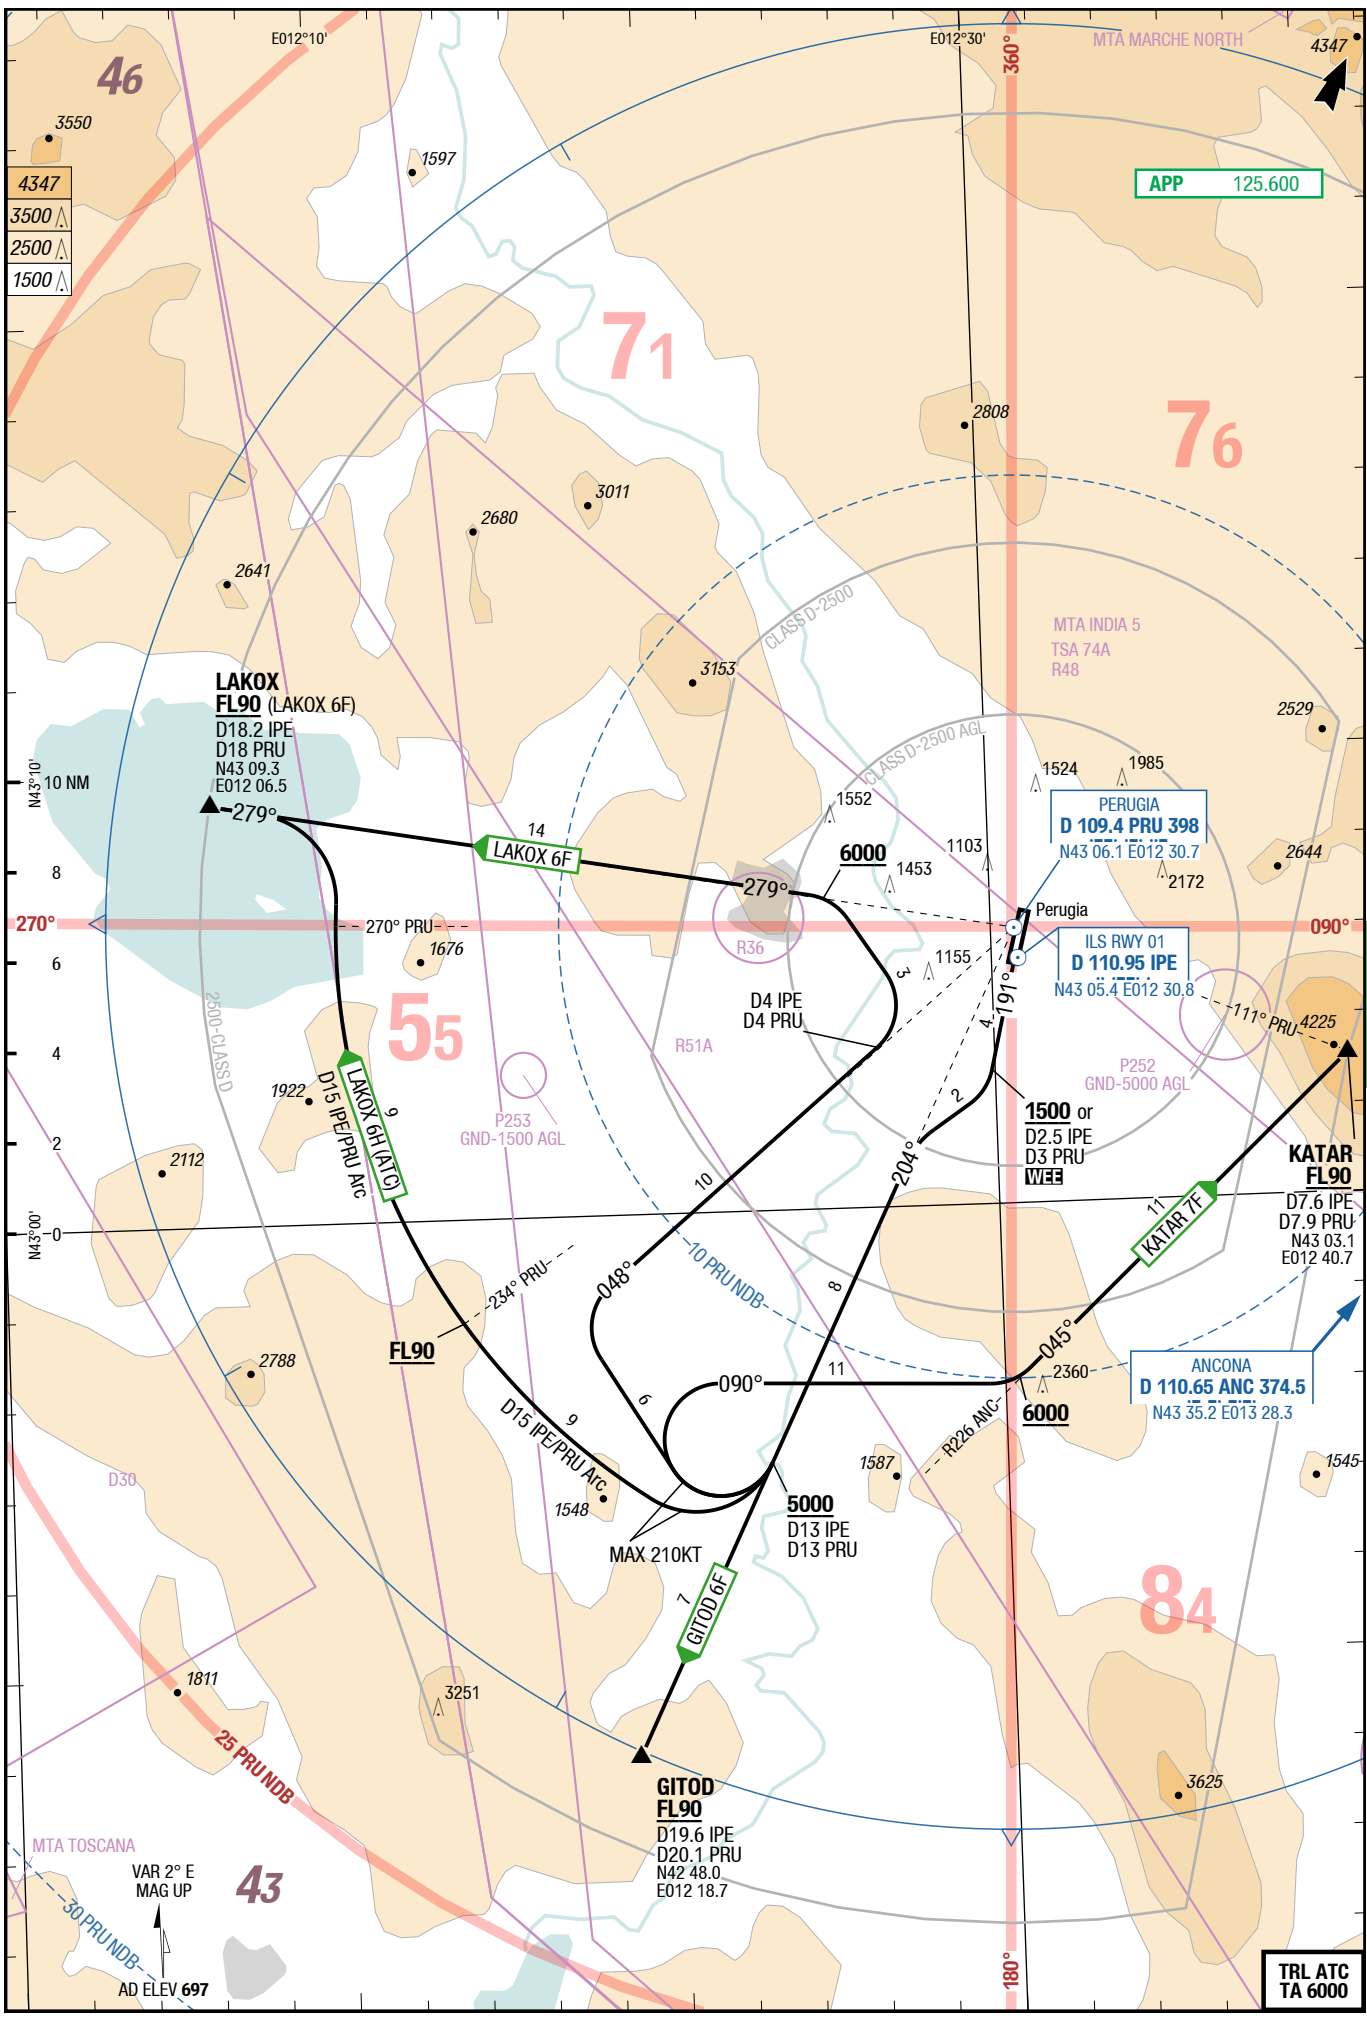 E012°10'
E012°30'
360°
MTA MARCHE NORTH
4347
46
3550
1597
APP 125.600
4347
3500
2500
1500
71
76
2808
3011
2680
2641
CLASS D-2500
MTA INDIA 5
TSA 74A
R48
3153
LAKOX
FL90 (LAKOX 6F)
D18.2 IPE
D18 PRU
N43 09.3
E012 06.5
2529
CLASS D-2500 AGL
1524
1985
N43°10'
10 NM
279°
14
LAKOX 6F
1552
PERUGIA
D 109.4 PRU 398
N43 06.1 E012 30.7
6000
1103
1453
2644
2172
8
279°
Perugia
270°
270° PRU
090°
R36
1676
6
1155
3
ILS RWY 01
D 110.95 IPE
N43 05.4 E012 30.8
191°
D4 IPE
D4 PRU
4
111° PRU
4225
55
2500-CLASS D
R51A
4
P252
GND-5000 AGL
1922
9
LAKOX 6H (ATC)
D15 IPE/PRU Arc
P253
GND-1500 AGL
2
1500 or
D2.5 IPE
D3 PRU
WEE
2
2112
204°
KATAR
FL90
D7.6 IPE
D7.9 PRU
N43 03.1
E012 40.7
10
11
KATAR 7F
N43°00'
0
10 PRU NDB
048°
234° PRU
8
FL90
045°
2788
11
090°
2360
6000
ANCONA
D 110.65 ANC 374.5
N43 35.2 E013 28.3
6
9
D15 IPE/PRU Arc
R226 ANC
D30
1587
1545
1548
5000
D13 IPE
D13 PRU
MAX 210KT
7
GITOD 6F
84
1811
3251
25 PRU NDB
GITOD
FL90
D19.6 IPE
D20.1 PRU
N42 48.0
E012 18.7
3625
MTA TOSCANA
VAR 2° E
MAG UP
43
30 PRU NDB
AD ELEV 697
180°
TRL ATC
TA 6000